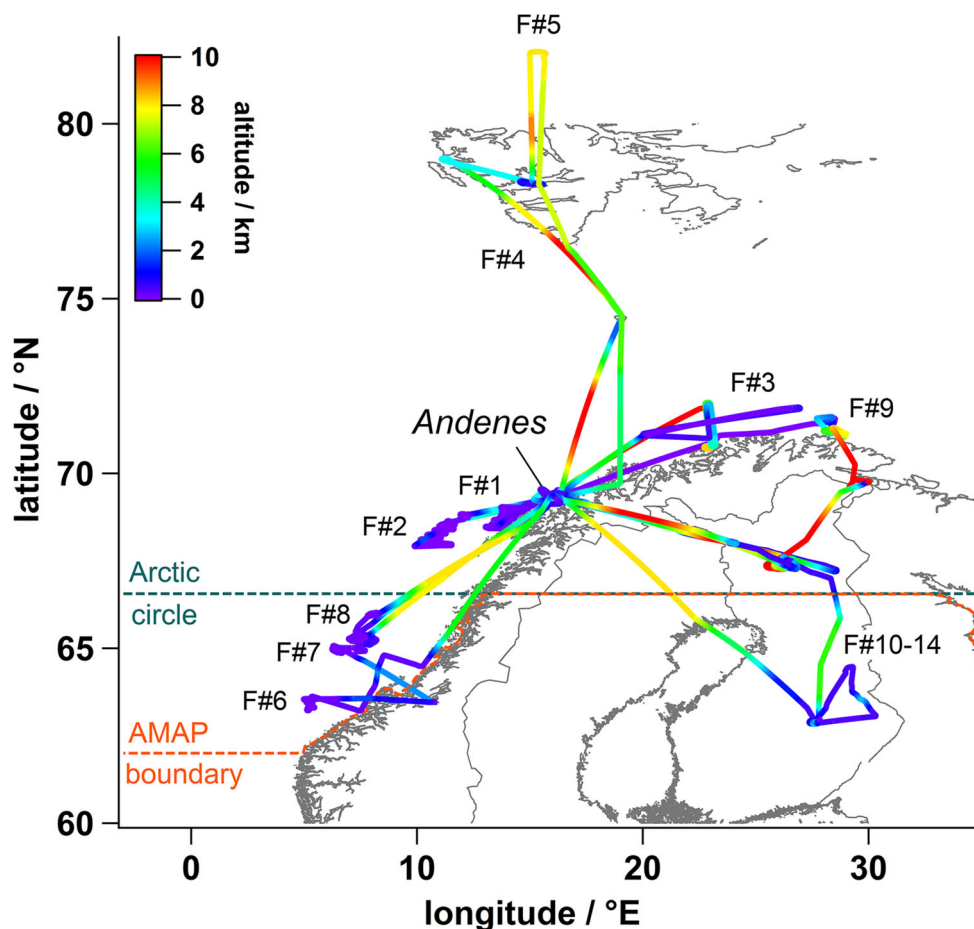 F#5
10
8
6
4
2
0
altitude / km
80
75
70
65
60
latitude / °N
F#4
F#3
F#9
Andenes
F#1
F#2
Arctic
circle
F#8
F#7
F#6
F#10-14
AMAP
boundary
0
10
20
30
longitude / °E